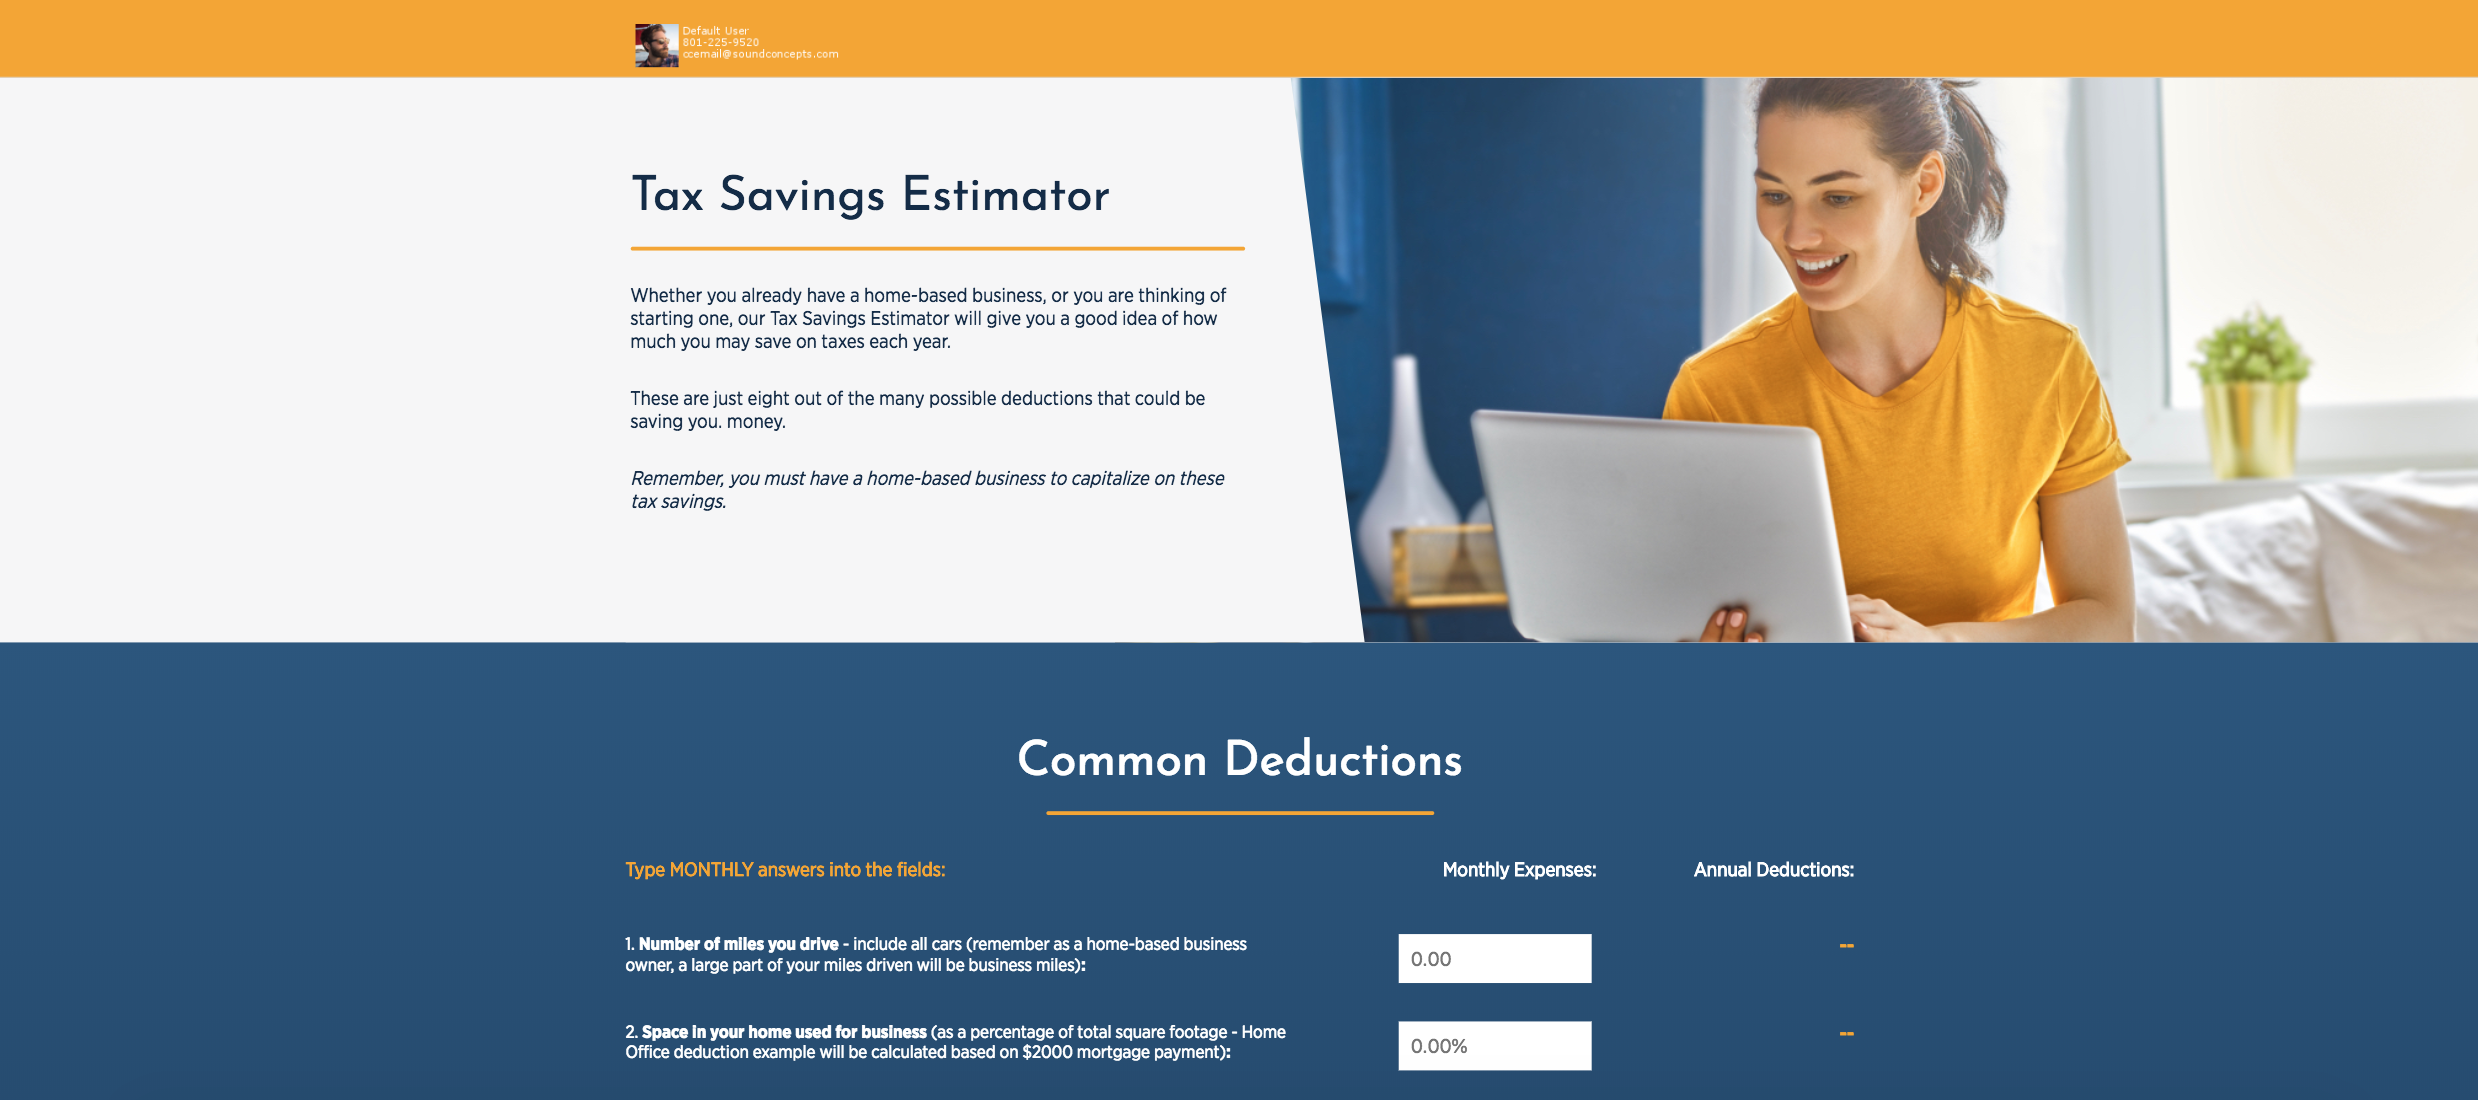 Default User
801-225-9520
ccemail@soundconcepts.com
Tax Savings Estimator
Whether you already have a home-based business, or you are thinking of
starting one, our Tax Savings Estimator will give you a good idea of how
much you may save on taxes each year.
These are just eight out of the many possible deductions that could be
saving you. money.
Remember, you must have a home-based business to capitalize on these
tax savings.
Common Deductions
Type MONTHLY answers into the fields: Monthly Expenses: Annual Deductions:
1. Number of miles you drive - include all cars (remember as a home-based business
owner, a large part of your miles driven will be business miles):
0.00 --
2. Space in your home used for business (as a percentage of total square footage - Home
Office deduction example will be calculated based on $2000 mortgage payment):
0.00% --